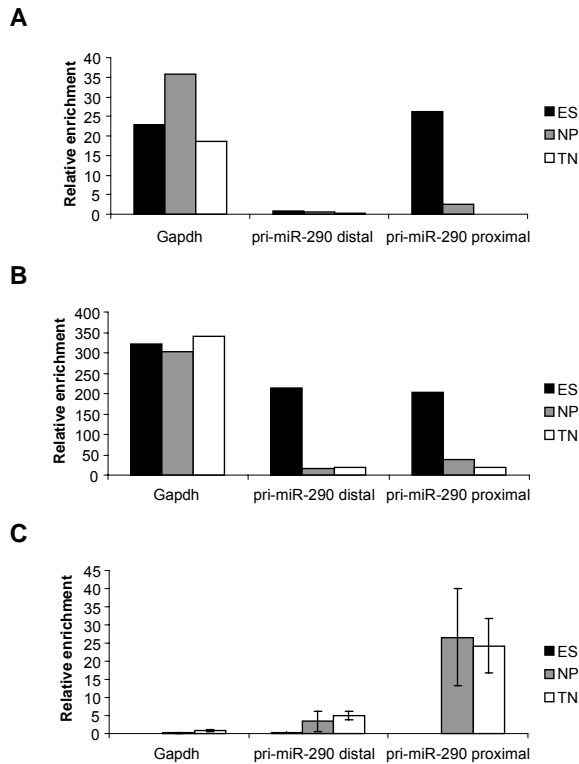 A
Relative enrichment
40
35
30
25
20
15
10
5
0
Gapdh
pri-miR-290 distal
pri-miR-290 proximal
ES
NP
TN
B
Relative enrichment
400
350
300
250
200
150
100
50
0
Gapdh
pri-miR-290 distal
pri-miR-290 proximal
ES
NP
TN
C
Relative enrichment
45
40
35
30
25
20
15
10
5
0
Gapdh
pri-miR-290 distal
pri-miR-290 proximal
ES
NP
TN